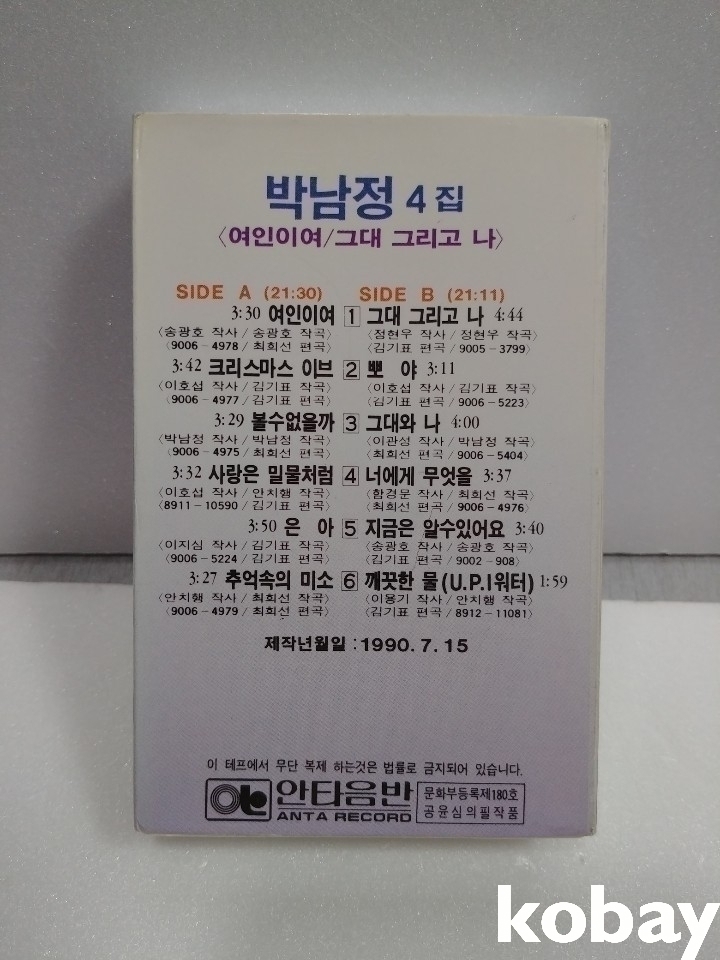 박남정 4 집
〈여인이여/그대 그리고 나〉
SIDE A (21:30) SIDE B (21:11)
3:30 여인이여 1 그대 그리고 나 4:44
〈송광호 작사/송광호 작곡〉 〈정현우 작사/정현우 작곡〉
〈9006-4978/최희선 편곡〉 〈김기표 편곡/9005-3799〉
3:42 크리스마스 이브 2 뽀 야 3:11
〈이호섭 작사/김기표 작곡〉 〈이호섭 작사/김기표 작곡〉
〈9006-4977/김기표 편곡〉 〈김기표 편곡/9006-5223〉
3:29 볼수없을까 3 그대와 나 4:00
〈박남정 작사/박남정 작곡〉 〈이관성 작사/박남정 작곡〉
〈9006-4975/최희선 편곡〉 〈최희선 편곡/9006-5404〉
3:32 사랑은 밀물처럼 4 너에게 무엇을 3:37
〈이호섭 작사/안치행 작곡〉 〈함경문 작사/최희선 작곡〉
〈8911-10590/김기표 편곡〉 〈최희선 편곡/9006-4976〉
3:50 은 아 5 지금은 알수있어요 3:40
〈이지심 작사/김기표 작곡〉 〈송광호 작사/송광호 작곡〉
〈9006-5224/김기표 편곡〉 〈김기표 편곡/9002-908〉
3:27 추억속의 미소 6 깨끗한 물(U.P.I워터) 1:59
〈안치행 작사/최희선 작곡〉 〈이용기 작사/안치행 작곡〉
〈9006-4979/최희선 편곡〉 〈김기표 편곡/8912-11081〉
제작년월일:1990.7.15
이 테프에서 무단 복제 하는것은 법률로 금지되어 있습니다.
안타음반 문화부등록제180호
ANTA RECORD 공윤심의필작품
kobay